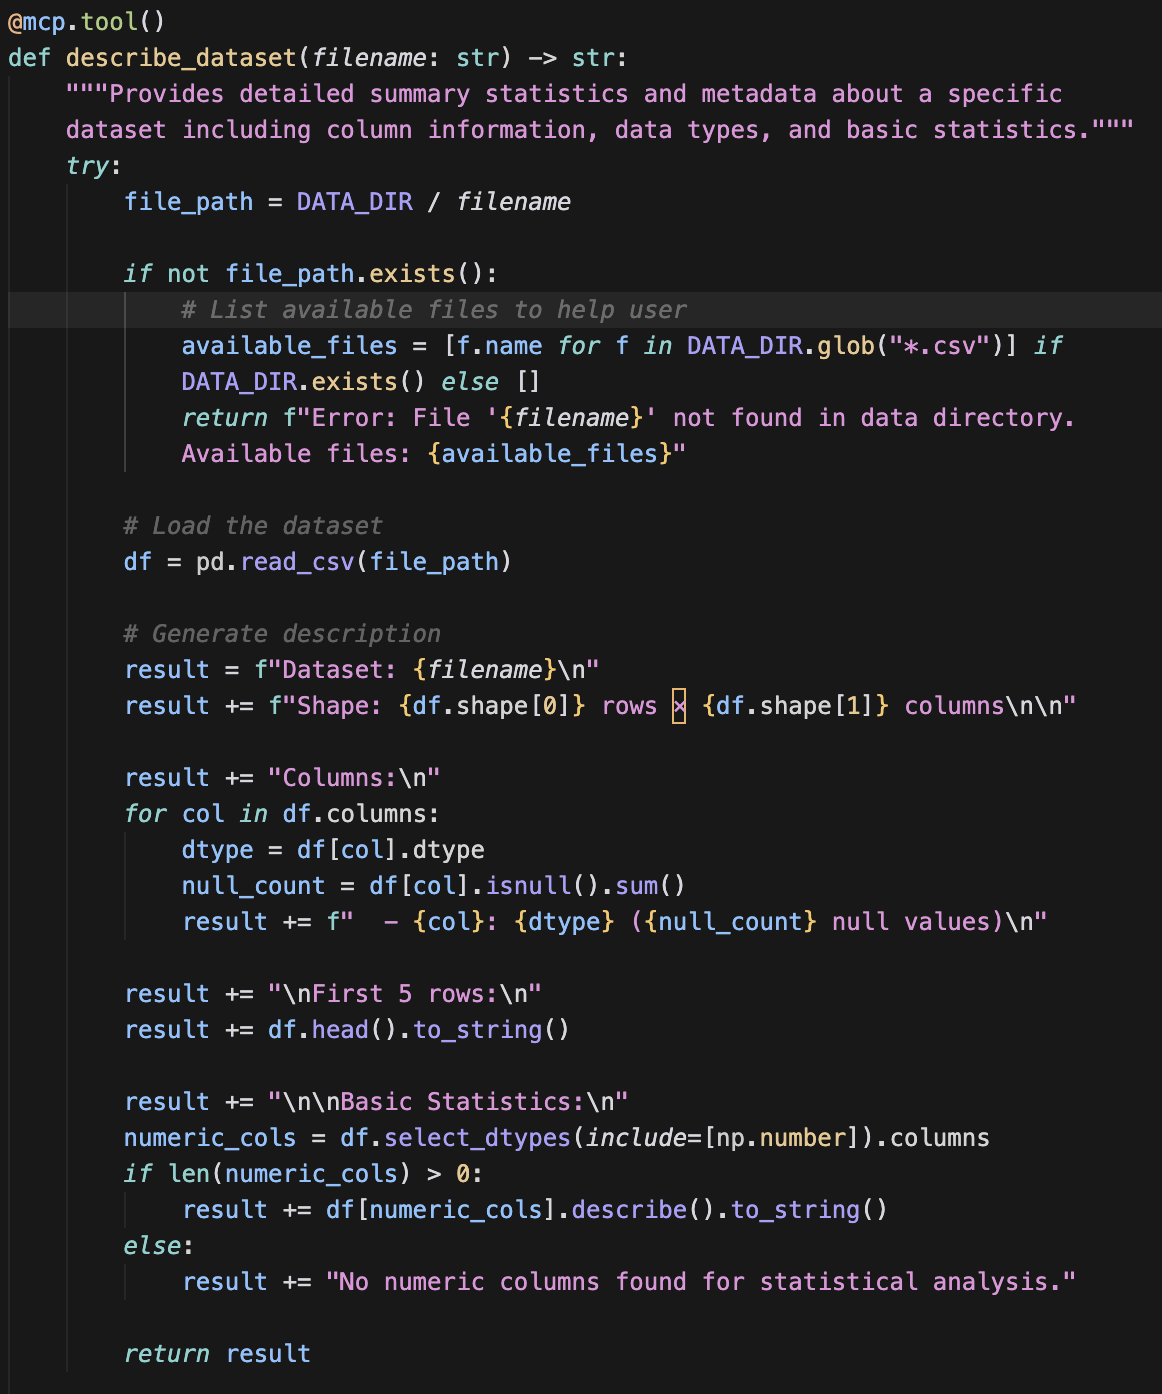 @mcp.tool()
def describe_dataset(filename: str) -> str:
    """Provides detailed summary statistics and metadata about a specific
    dataset including column information, data types, and basic statistics."""
    try:
        file_path = DATA_DIR / filename

        if not file_path.exists():
            # List available files to help user
            available_files = [f.name for f in DATA_DIR.glob("*.csv")] if
            DATA_DIR.exists() else []
            return f"Error: File '{filename}' not found in data directory.
            Available files: {available_files}"

        # Load the dataset
        df = pd.read_csv(file_path)

        # Generate description
        result = f"Dataset: {filename}\n"
        result += f"Shape: {df.shape[0]} rows × {df.shape[1]} columns\n\n"

        result += "Columns:\n"
        for col in df.columns:
            dtype = df[col].dtype
            null_count = df[col].isnull().sum()
            result += f"  - {col}: {dtype} ({null_count} null values)\n"

        result += "\nFirst 5 rows:\n"
        result += df.head().to_string()

        result += "\n\nBasic Statistics:\n"
        numeric_cols = df.select_dtypes(include=[np.number]).columns
        if len(numeric_cols) > 0:
            result += df[numeric_cols].describe().to_string()
        else:
            result += "No numeric columns found for statistical analysis."

        return result